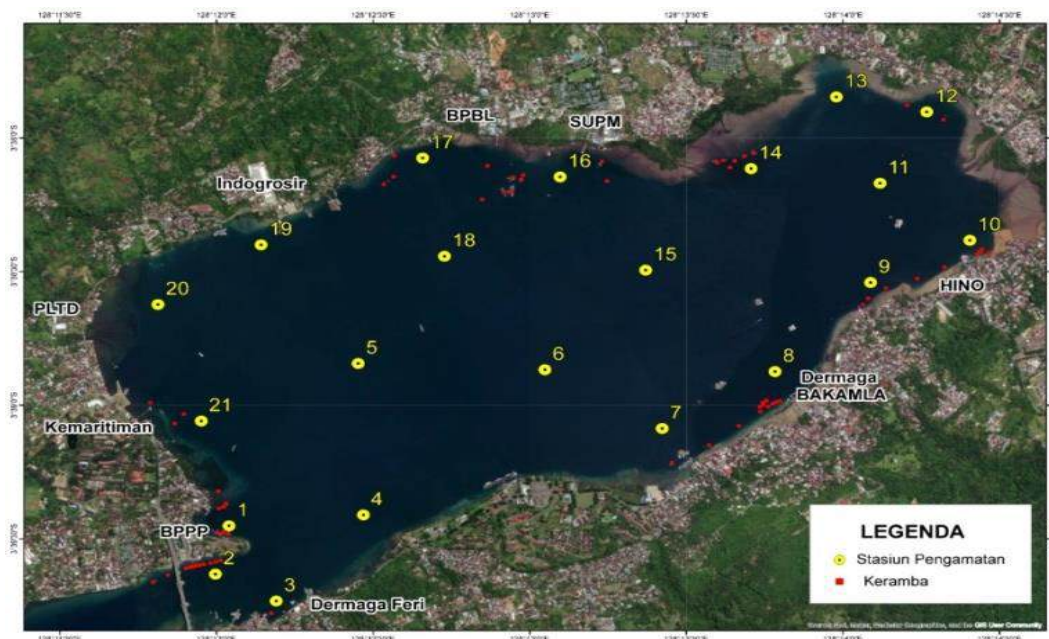 128°11'30"E 128°12'0"E 128°12'30"E 128°13'0"E 128°13'30"E 128°14'0"E 128°14'30"E
13
12
BPBL
SUPM
17
16
14
11
Indogrosir
19
18
15
10
9
HINO
20
PLTD
5
6
8
Dermaga
BAKAMLA
21
7
Kemaritiman
4
1
BPPP
2
3
Dermaga Feri
LEGENDA
Stasiun Pengamatan
Keramba